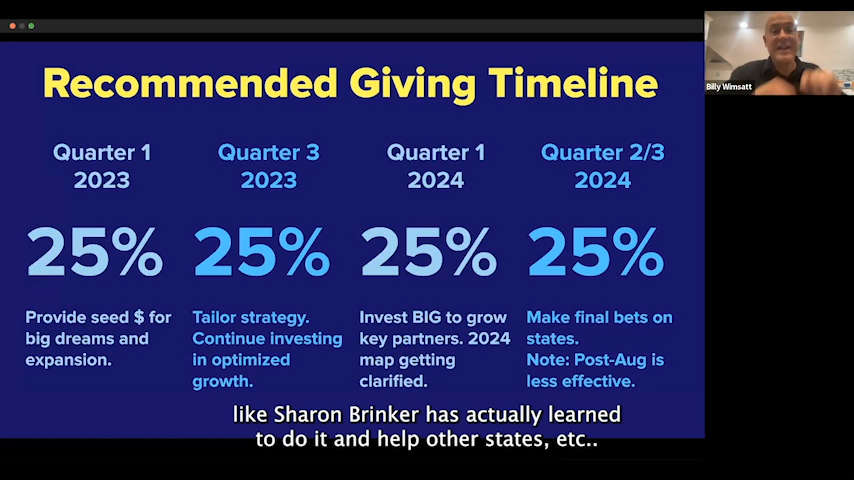 Recommended Giving Timeline
Billy Wimsatt
Quarter 1
2023
25%
Provide seed $ for
big dreams and
expansion.
Quarter 3
2023
25%
Tailor strategy.
Continue investing
in optimized
growth.
Quarter 1
2024
25%
Invest BIG to grow
key partners. 2024
map getting
clarified.
Quarter 2/3
2024
25%
Make final bets on
states.
Note: Post-Aug is
less effective.
like Sharon Brinker has actually learned
to do it and help other states, etc..